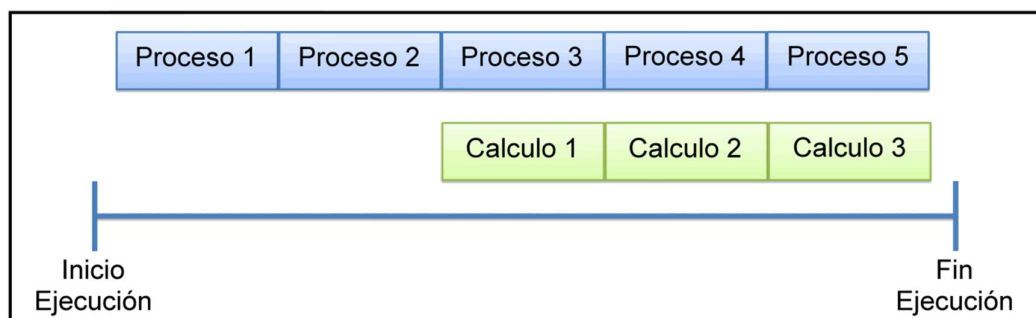 Proceso 1 Proceso 2 Proceso 3 Proceso 4 Proceso 5
Calculo 1 Calculo 2 Calculo 3
Inicio
Ejecución
Fin
Ejecución